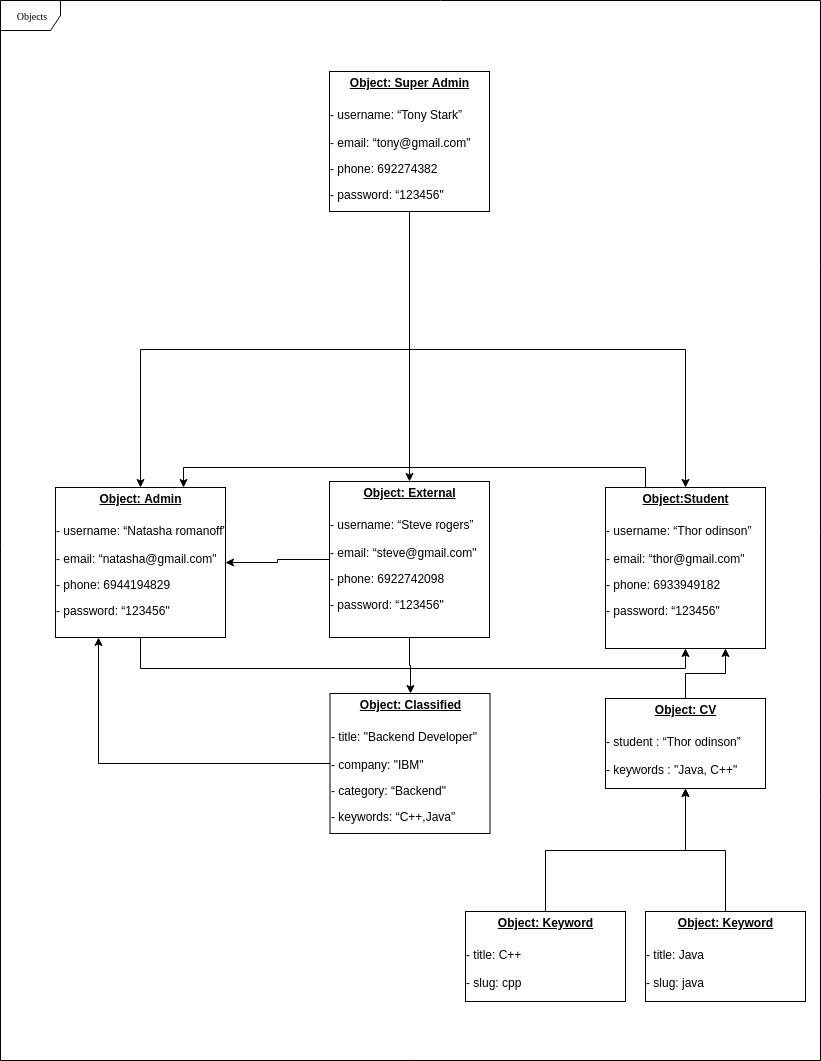 Objects
Object: Super Admin
- username: “Tony Stark”
- email: “tony@gmail.com"
- phone: 692274382
- password: “123456"
Object: Admin
- username: “Natasha romanoff”
- email: “natasha@gmail.com"
- phone: 6944194829
- password: “123456"
Object: External
- username: “Steve rogers”
- email: “steve@gmail.com"
- phone: 6922742098
- password: “123456"
Object:Student
- username: “Thor odinson”
- email: “thor@gmail.com"
- phone: 6933949182
- password: “123456"
Object: Classified
- title: "Backend Developer"
- company: "IBM"
- category: “Backend"
- keywords: “C++,Java"
Object: CV
- student : “Thor odinson”
- keywords : "Java, C++"
Object: Keyword
- title: C++
- slug: cpp
Object: Keyword
- title: Java
- slug: java